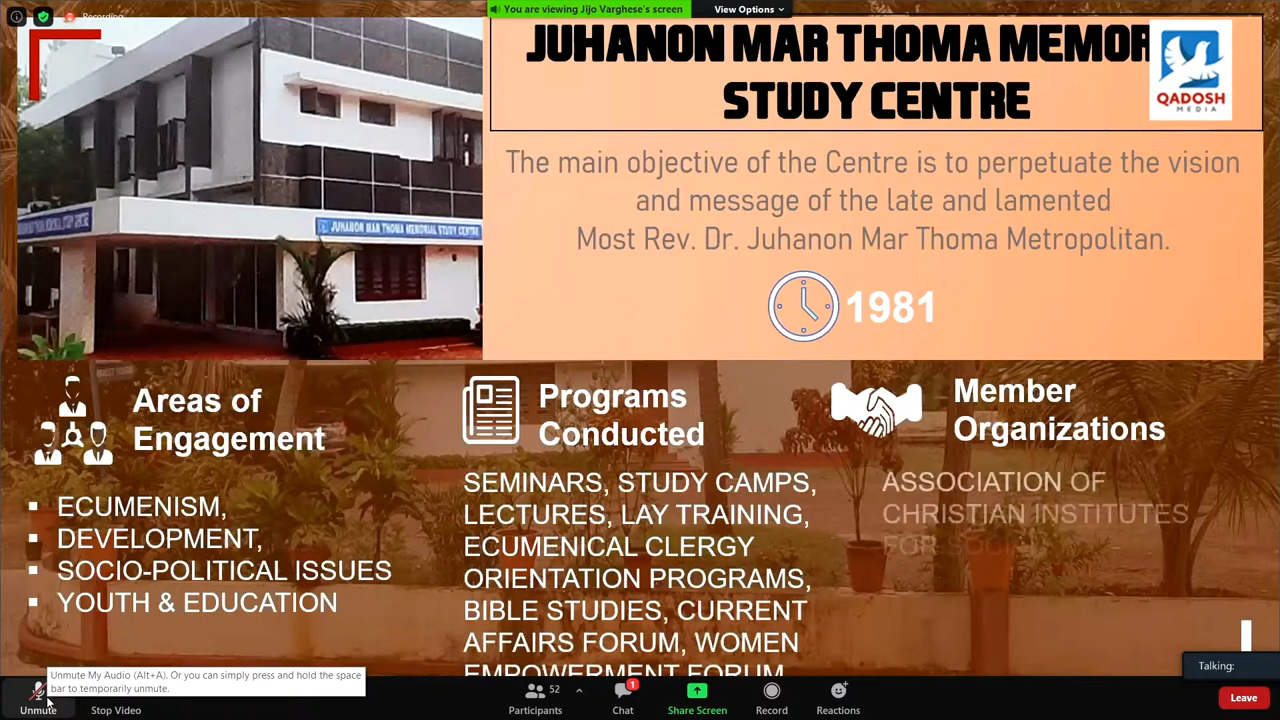 Recording
You are viewing Jijo Varghese's screen
View Options
JUHANON MAR THOMA
STUDY CENTRE
QADOSH
MEDIA
The main objective of the Centre is to perpetuate the vision
and message of the late and lamented
Most Rev. Dr. Juhanon Mar Thoma Metropolitan.
1981
JUHANON MAR THOMA MEMORIAL STUDY CENTRE
Areas of
Engagement
ECUMENISM,
DEVELOPMENT,
SOCIO-POLITICAL ISSUES
YOUTH & EDUCATION
Programs
Conducted
SEMINARS, STUDY CAMPS,
LECTURES, LAY TRAINING,
ECUMENICAL CLERGY
ORIENTATION PROGRAMS,
BIBLE STUDIES, CURRENT
AFFAIRS FORUM, WOMEN
EMPOWERMENT FORUM
Member
Organizations
ASSOCIATION OF
CHRISTIAN INSTITUTES
FOR
Talking:
Unmute My Audio (Alt+A). Or you can simply press and hold the space
bar to temporarily unmute.
Unmute
Stop Video
Participants
52
Chat
1
Share Screen
Record
Reactions
Leave